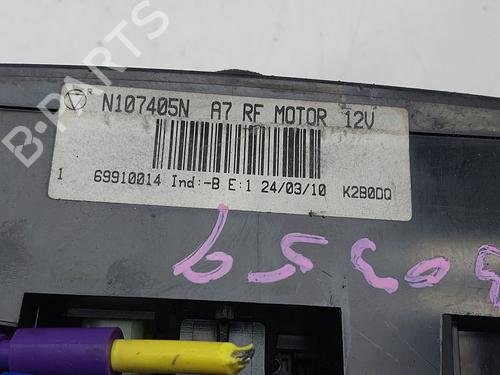 N107405N A7 RF MOTOR 12V
1 69910014 Ind:-B E:1 24/03/10 K2B0DQ
B-PARTS